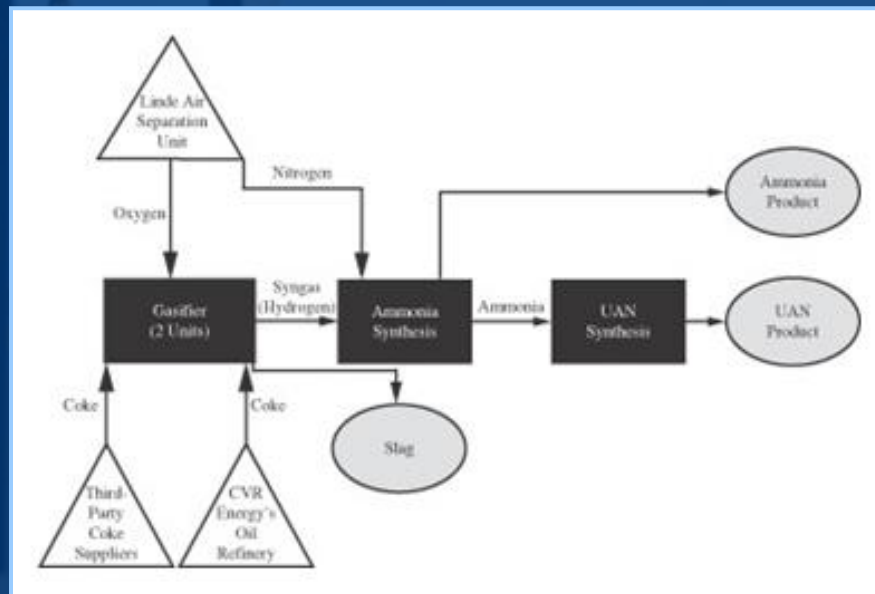 Linde Air
Separation
Unit
Nitrogen
Oxygen
Ammonia
Product
Gasifier
(2 Units)
Syngas
(Hydrogen)
Ammonia
Synthesis
Ammonia
UAN
Synthesis
UAN
Product
Coke
Coke
Slag
Third-
Party
Coke
Suppliers
CVR
Energy's
Oil
Refinery